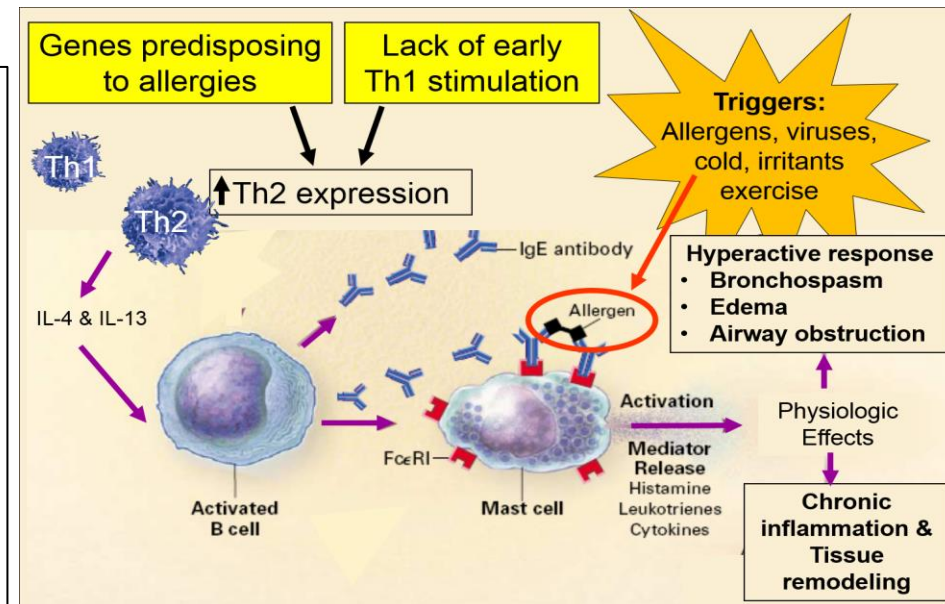 Genes predisposing
to allergies
Lack of early
Th1 stimulation
Triggers:
Allergens, viruses,
cold, irritants
exercise
Th1
Th2
↑Th2 expression
IgE antibody
Hyperactive response
• Bronchospasm
• Edema
• Airway obstruction
IL-4 & IL-13
Allergen
Activation
Mediator
Release
Histamine
Leukotrienes
Cytokines
Physiologic
Effects
FcεRI
Activated
B cell
Mast cell
Chronic
inflammation &
Tissue
remodeling